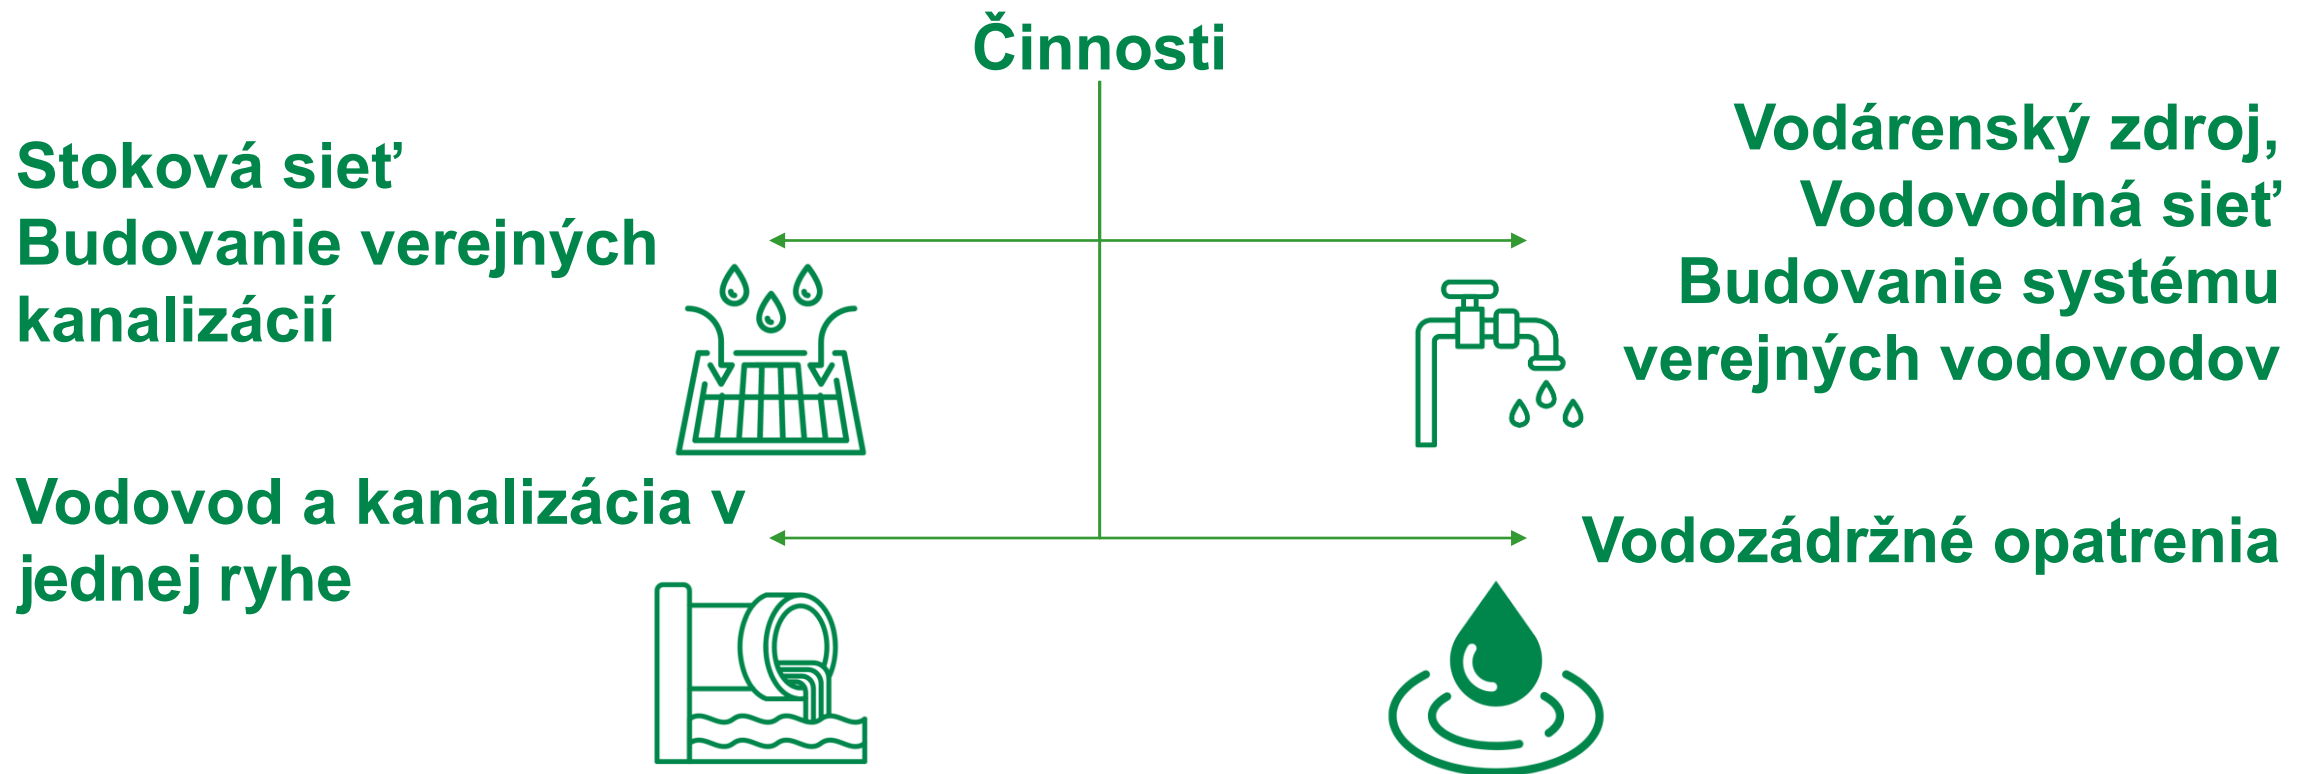 Činnosti
Stoková sieť
Budovanie verejných
kanalizácií
Vodárenský zdroj,
Vodovodná sieť
Budovanie systému
verejných vodovodov
Vodovod a kanalizácia v
jednej ryhe
Vodozádržné opatrenia